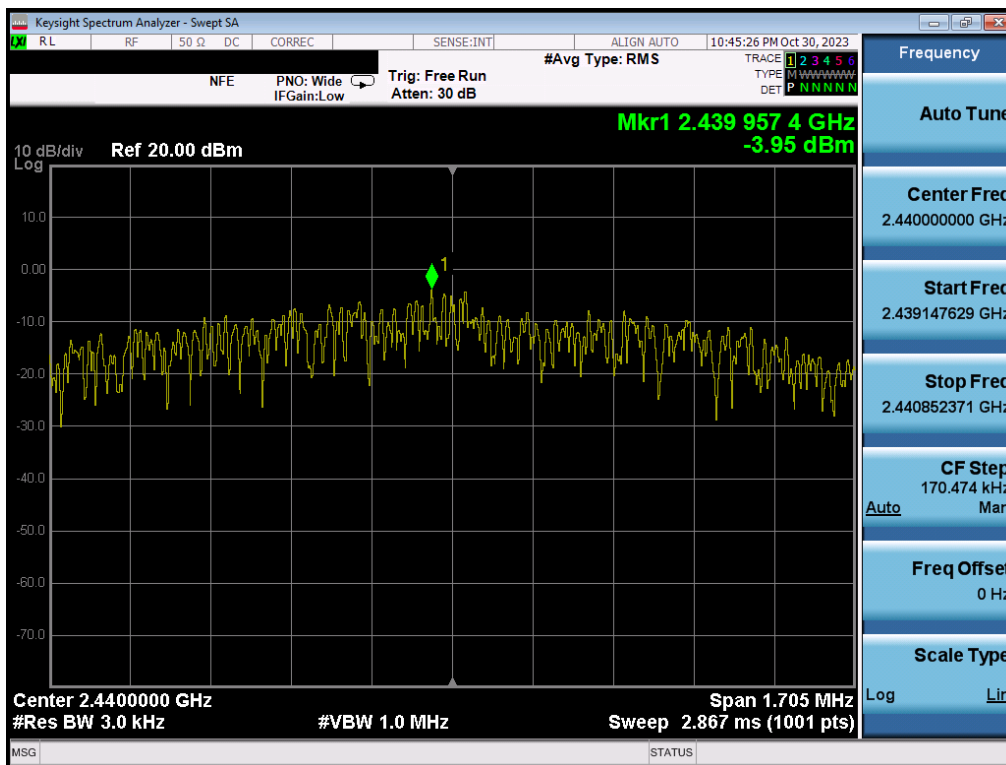 Keysight Spectrum Analyzer - Swept SA
LXI RL RF 50 Ω DC CORREC SENSE:INT ALIGN AUTO 10:45:26 PM Oct 30, 2023
NFE PNO: Wide Trig: Free Run #Avg Type: RMS TRACE 1 2 3 4 5 6
IFGain:Low Atten: 30 dB TYPE M WWWWW
DET P N N N N N
Mkr1 2.439 957 4 GHz
-3.95 dBm
10 dB/div Ref 20.00 dBm
Log
10.0
0.00
1
-10.0
-20.0
-30.0
-40.0
-50.0
-60.0
-70.0
Center 2.4400000 GHz Span 1.705 MHz
#Res BW 3.0 kHz #VBW 1.0 MHz Sweep 2.867 ms (1001 pts)
MSG STATUS
Frequency
Auto Tune
Center Freq
2.440000000 GHz
Start Freq
2.439147629 GHz
Stop Freq
2.440852371 GHz
CF Step
170.474 kHz
Auto Man
Freq Offset
0 Hz
Scale Type
Log Lin